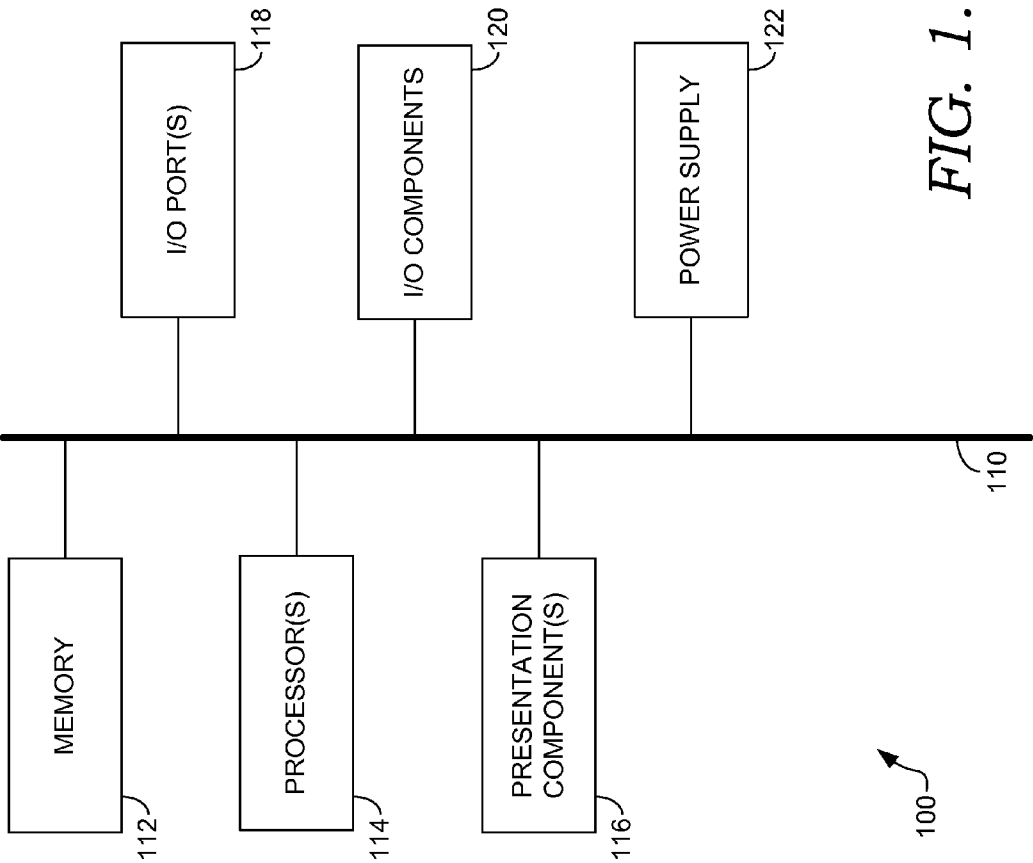 MEMORY
112
PROCESSOR(S)
114
PRESENTATION
COMPONENT(S)
116
I/O PORT(S)
118
I/O COMPONENTS
120
POWER SUPPLY
122
110
100
FIG. 1.